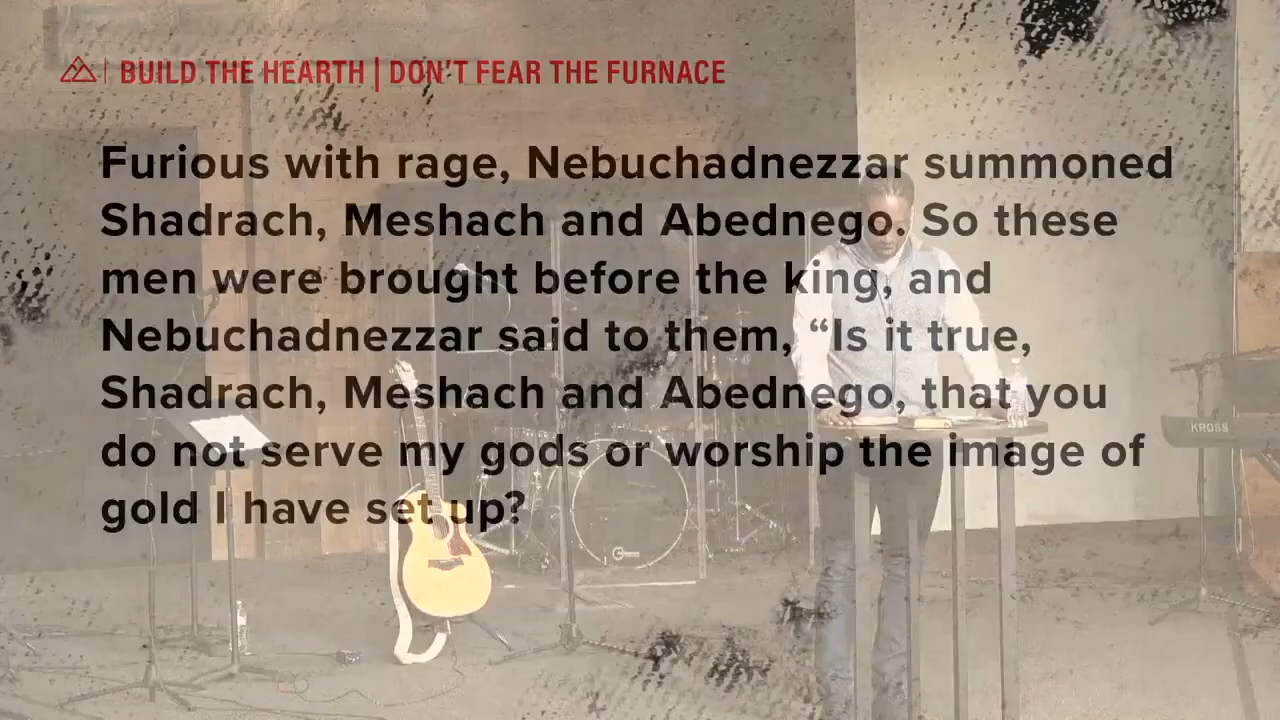 BUILD THE HEARTH | DON'T FEAR THE FURNACE
Furious with rage, Nebuchadnezzar summoned
Shadrach, Meshach and Abednego. So these
men were brought before the king, and
Nebuchadnezzar said to them, “Is it true,
Shadrach, Meshach and Abednego, that you
do not serve my gods or worship the image of
gold I have set up?
KROSS